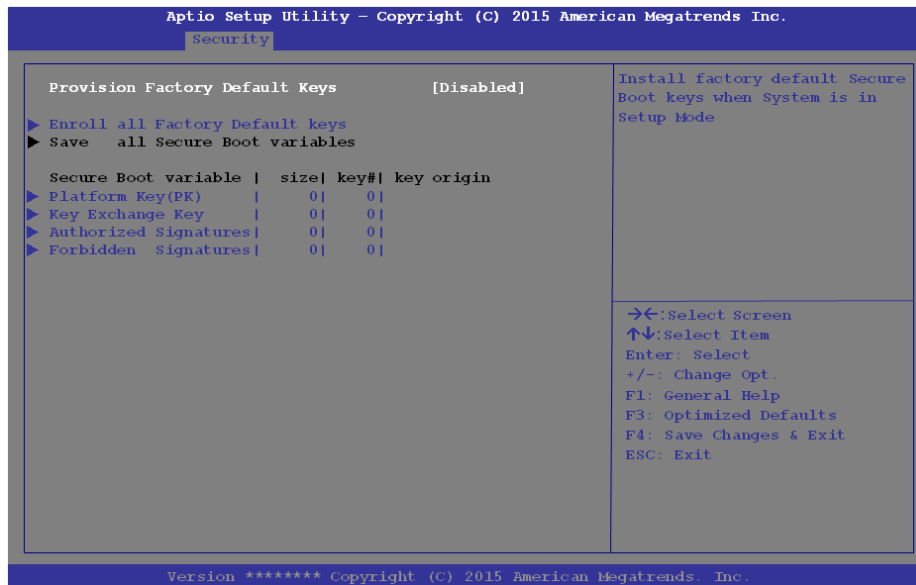 Aptio Setup Utility – Copyright (C) 2015 American Megatrends Inc.
Security
Provision Factory Default Keys [Disabled]
▶ Enroll all Factory Default keys
▶ Save all Secure Boot variables
Secure Boot variable | size| key#| key origin
▶ Platform Key(PK) | 0| 0|
▶ Key Exchange Key | 0| 0|
▶ Authorized Signatures| 0| 0|
▶ Forbidden Signatures| 0| 0|
Install factory default Secure
Boot keys when System is in
Setup Mode
→←:Select Screen
↑↓:Select Item
Enter: Select
+/-: Change Opt.
F1: General Help
F3: Optimized Defaults
F4: Save Changes & Exit
ESC: Exit
Version ******** Copyright (C) 2015 American Megatrends. Inc.